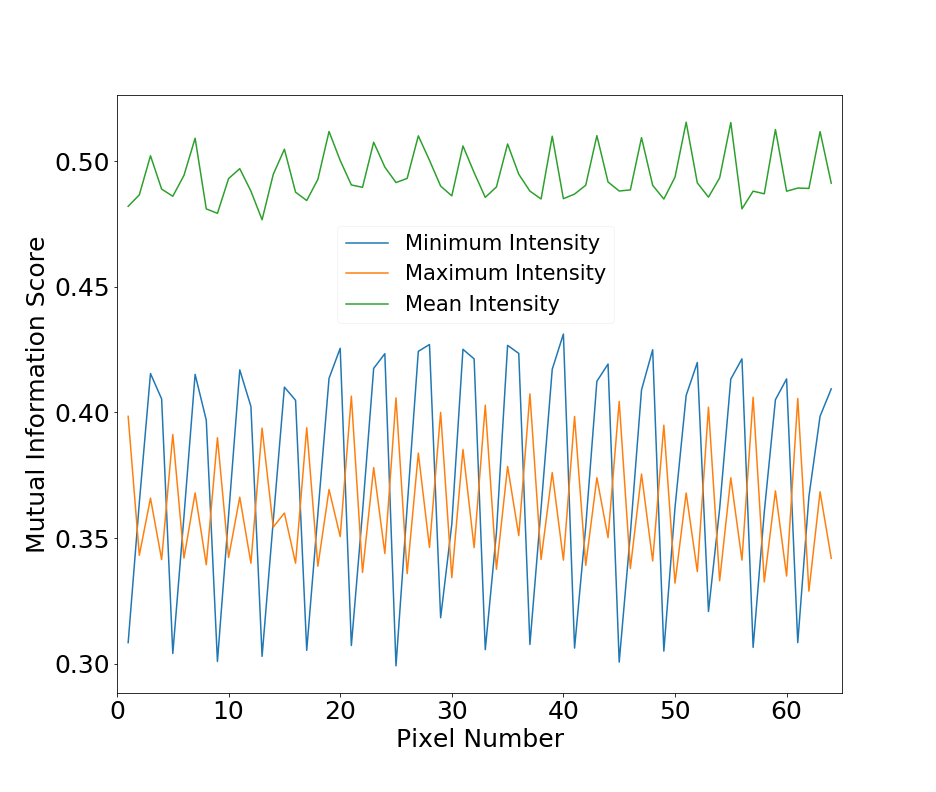 0.50
0.45
0.40
0.35
0.30
Mutual Information Score
Minimum Intensity
Maximum Intensity
Mean Intensity
0 10 20 30 40 50 60
Pixel Number